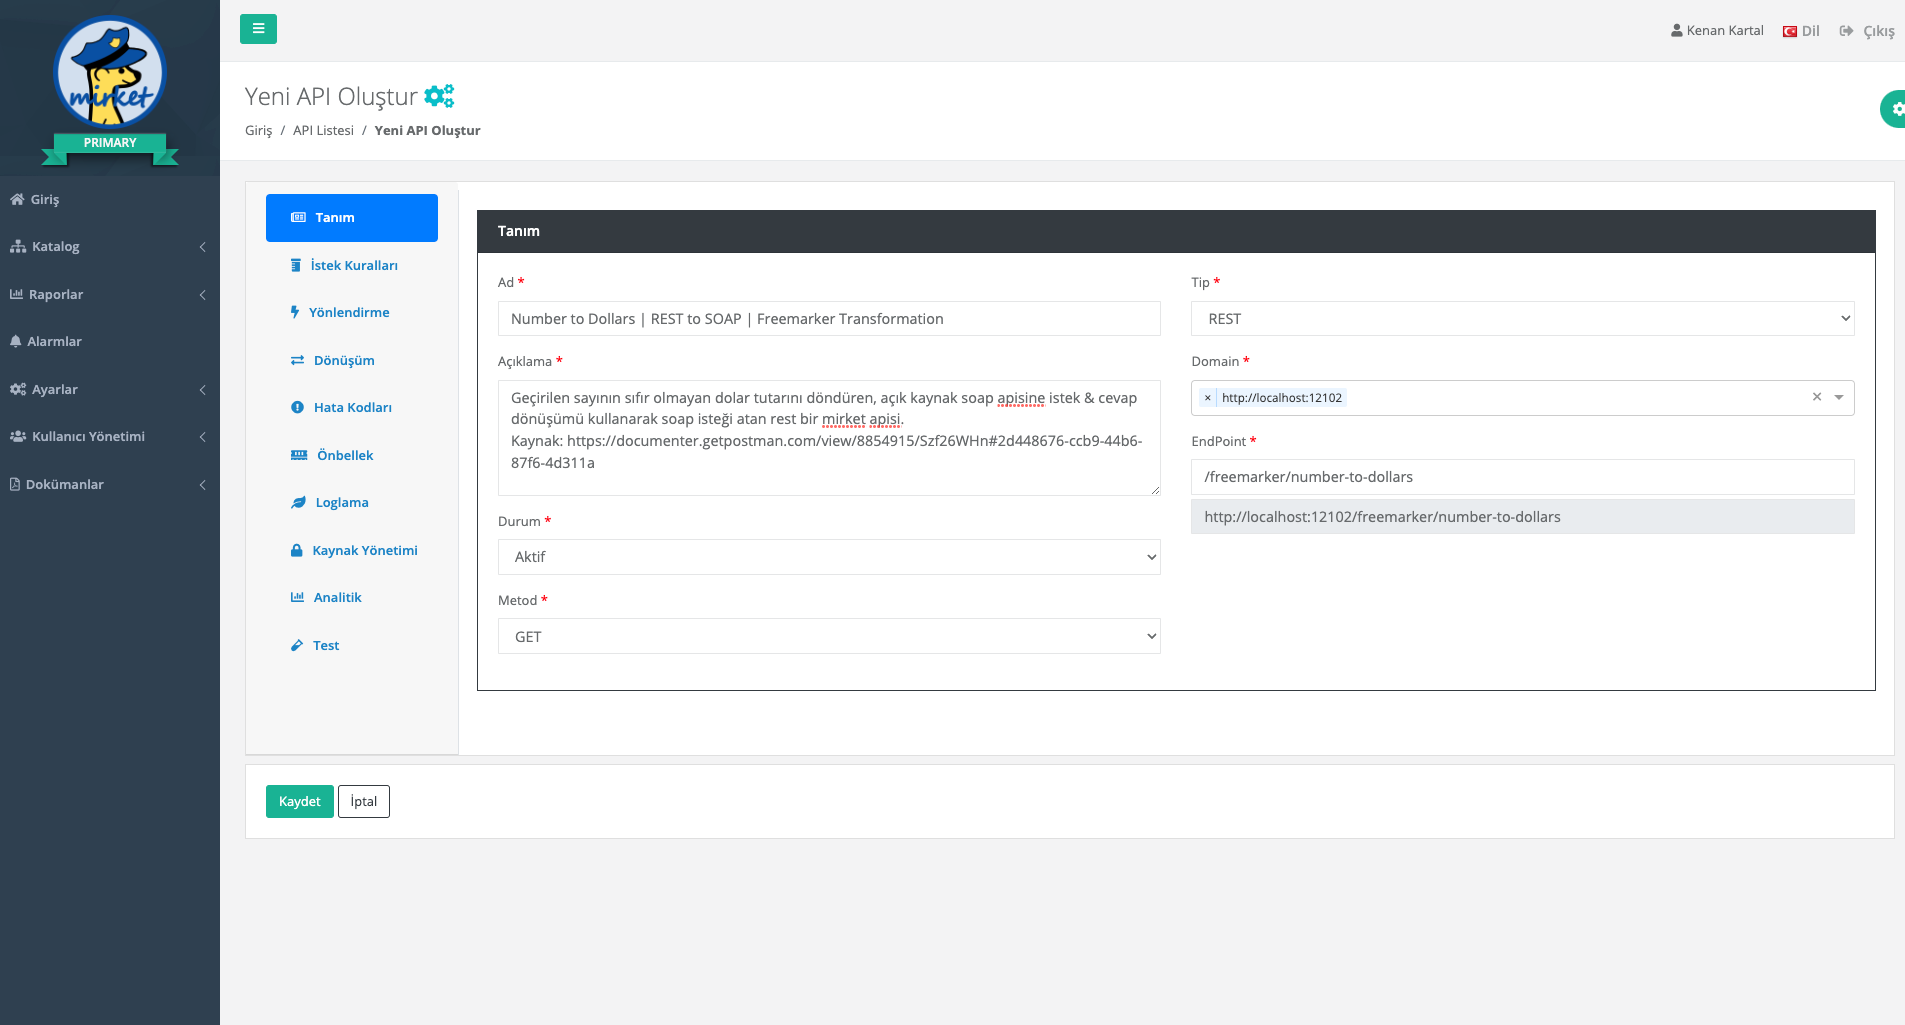 mirket
PRIMARY
Giriş
Katalog
Raporlar
Alarmlar
Ayarlar
Kullanıcı Yönetimi
Dokümanlar
Kenan Kartal
Dil
Çıkış
Yeni API Oluştur
Giriş / API Listesi / Yeni API Oluştur
Tanım
İstek Kuralları
Yönlendirme
Dönüşüm
Hata Kodları
Önbellek
Loglama
Kaynak Yönetimi
Analitik
Test
Tanım
Ad *
Number to Dollars | REST to SOAP | Freemarker Transformation
Açıklama *
Geçirilen sayının sıfır olmayan dolar tutarını döndüren, açık kaynak soap apisine istek & cevap
dönüşümü kullanarak soap isteği atan rest bir mirket apisi.
Kaynak: https://documenter.getpostman.com/view/8854915/Szf26WHn#2d448676-ccb9-44b6-
87f6-4d311a
Durum *
Aktif
Metod *
GET
Tip *
REST
Domain *
× http://localhost:12102 ×
EndPoint *
/freemarker/number-to-dollars
http://localhost:12102/freemarker/number-to-dollars
Kaydet
İptal